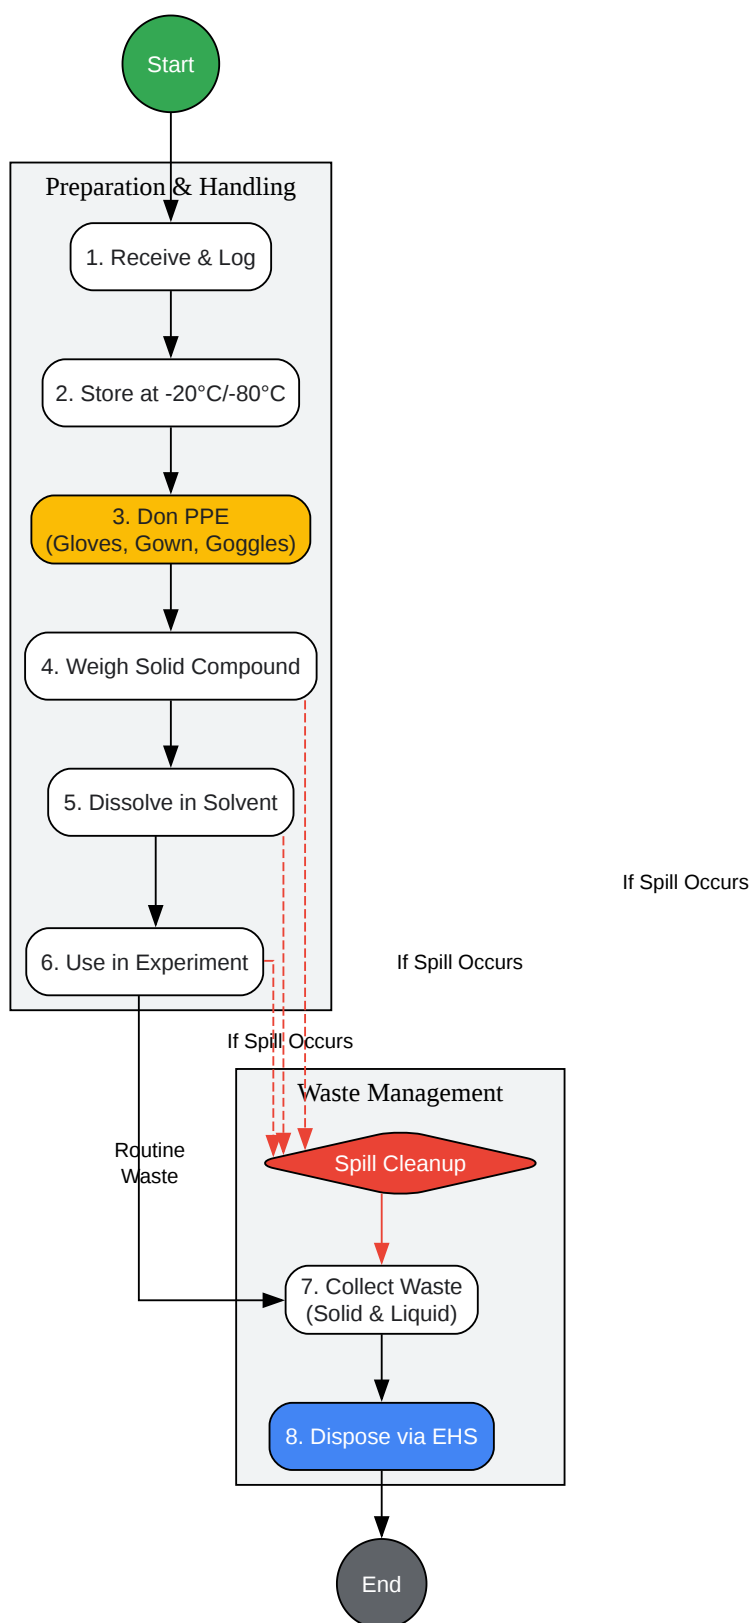 Start
Preparation & Handling
1. Receive & Log
2. Store at -20°C/-80°C
3. Don PPE
(Gloves, Gown, Goggles)
4. Weigh Solid Compound
5. Dissolve in Solvent
If Spill Occurs
6. Use in Experiment
If Spill Occurs
If Spill Occurs
Waste Management
Routine
Waste
Spill Cleanup
7. Collect Waste
(Solid & Liquid)
8. Dispose via EHS
End